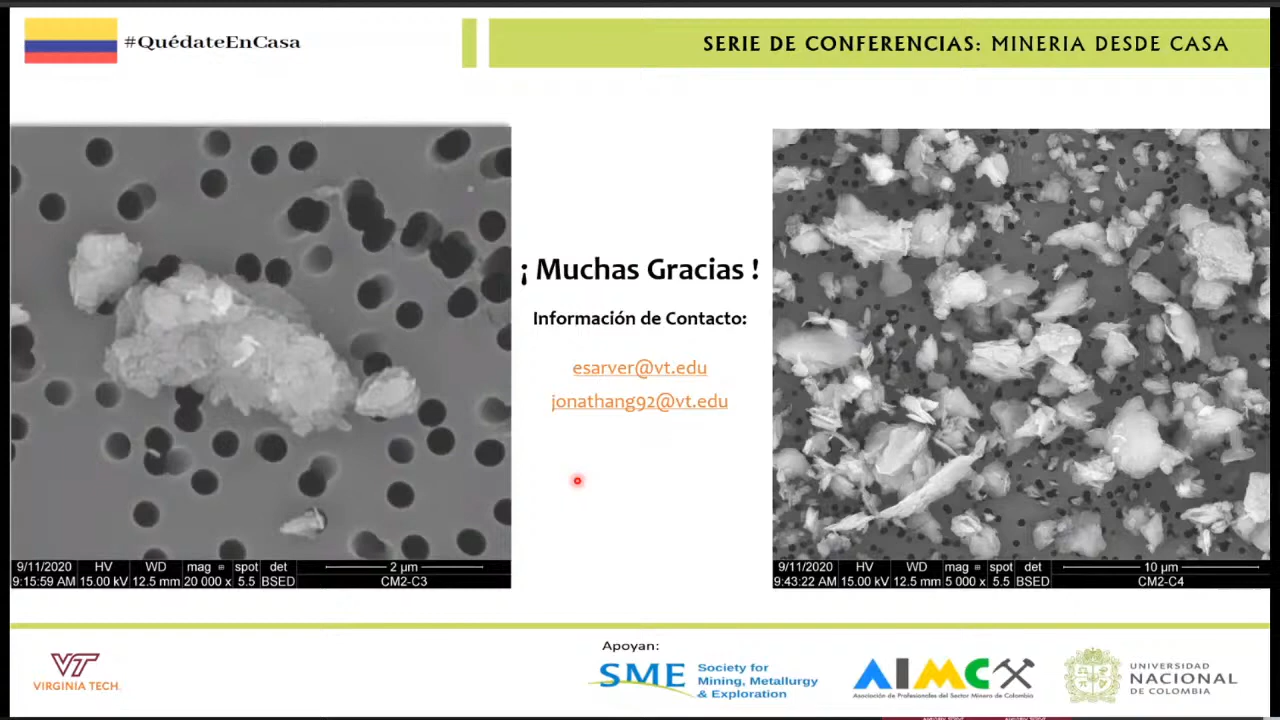 #QuédateEnCasa
SERIE DE CONFERENCIAS: MINERIA DESDE CASA
¡ Muchas Gracias !
Información de Contacto:
esarver@vt.edu
jonathang92@vt.edu
9/11/2020 HV WD mag spot det 2 µm
9:15:59 AM 15.00 kV 12.5 mm 20 000 x 5.5 BSED CM2-C3
9/11/2020 HV WD mag spot det 10 µm
9:43:22 AM 15.00 kV 12.5 mm 5 000 x 5.5 BSED CM2-C4
VT
VIRGINIA TECH.
Apoyan:
SME Society for
Mining, Metallurgy
& Exploration
AIMC
Asociación de Profesionales del Sector Minero de Colombia
UNIVERSIDAD
NACIONAL
DE COLOMBIA